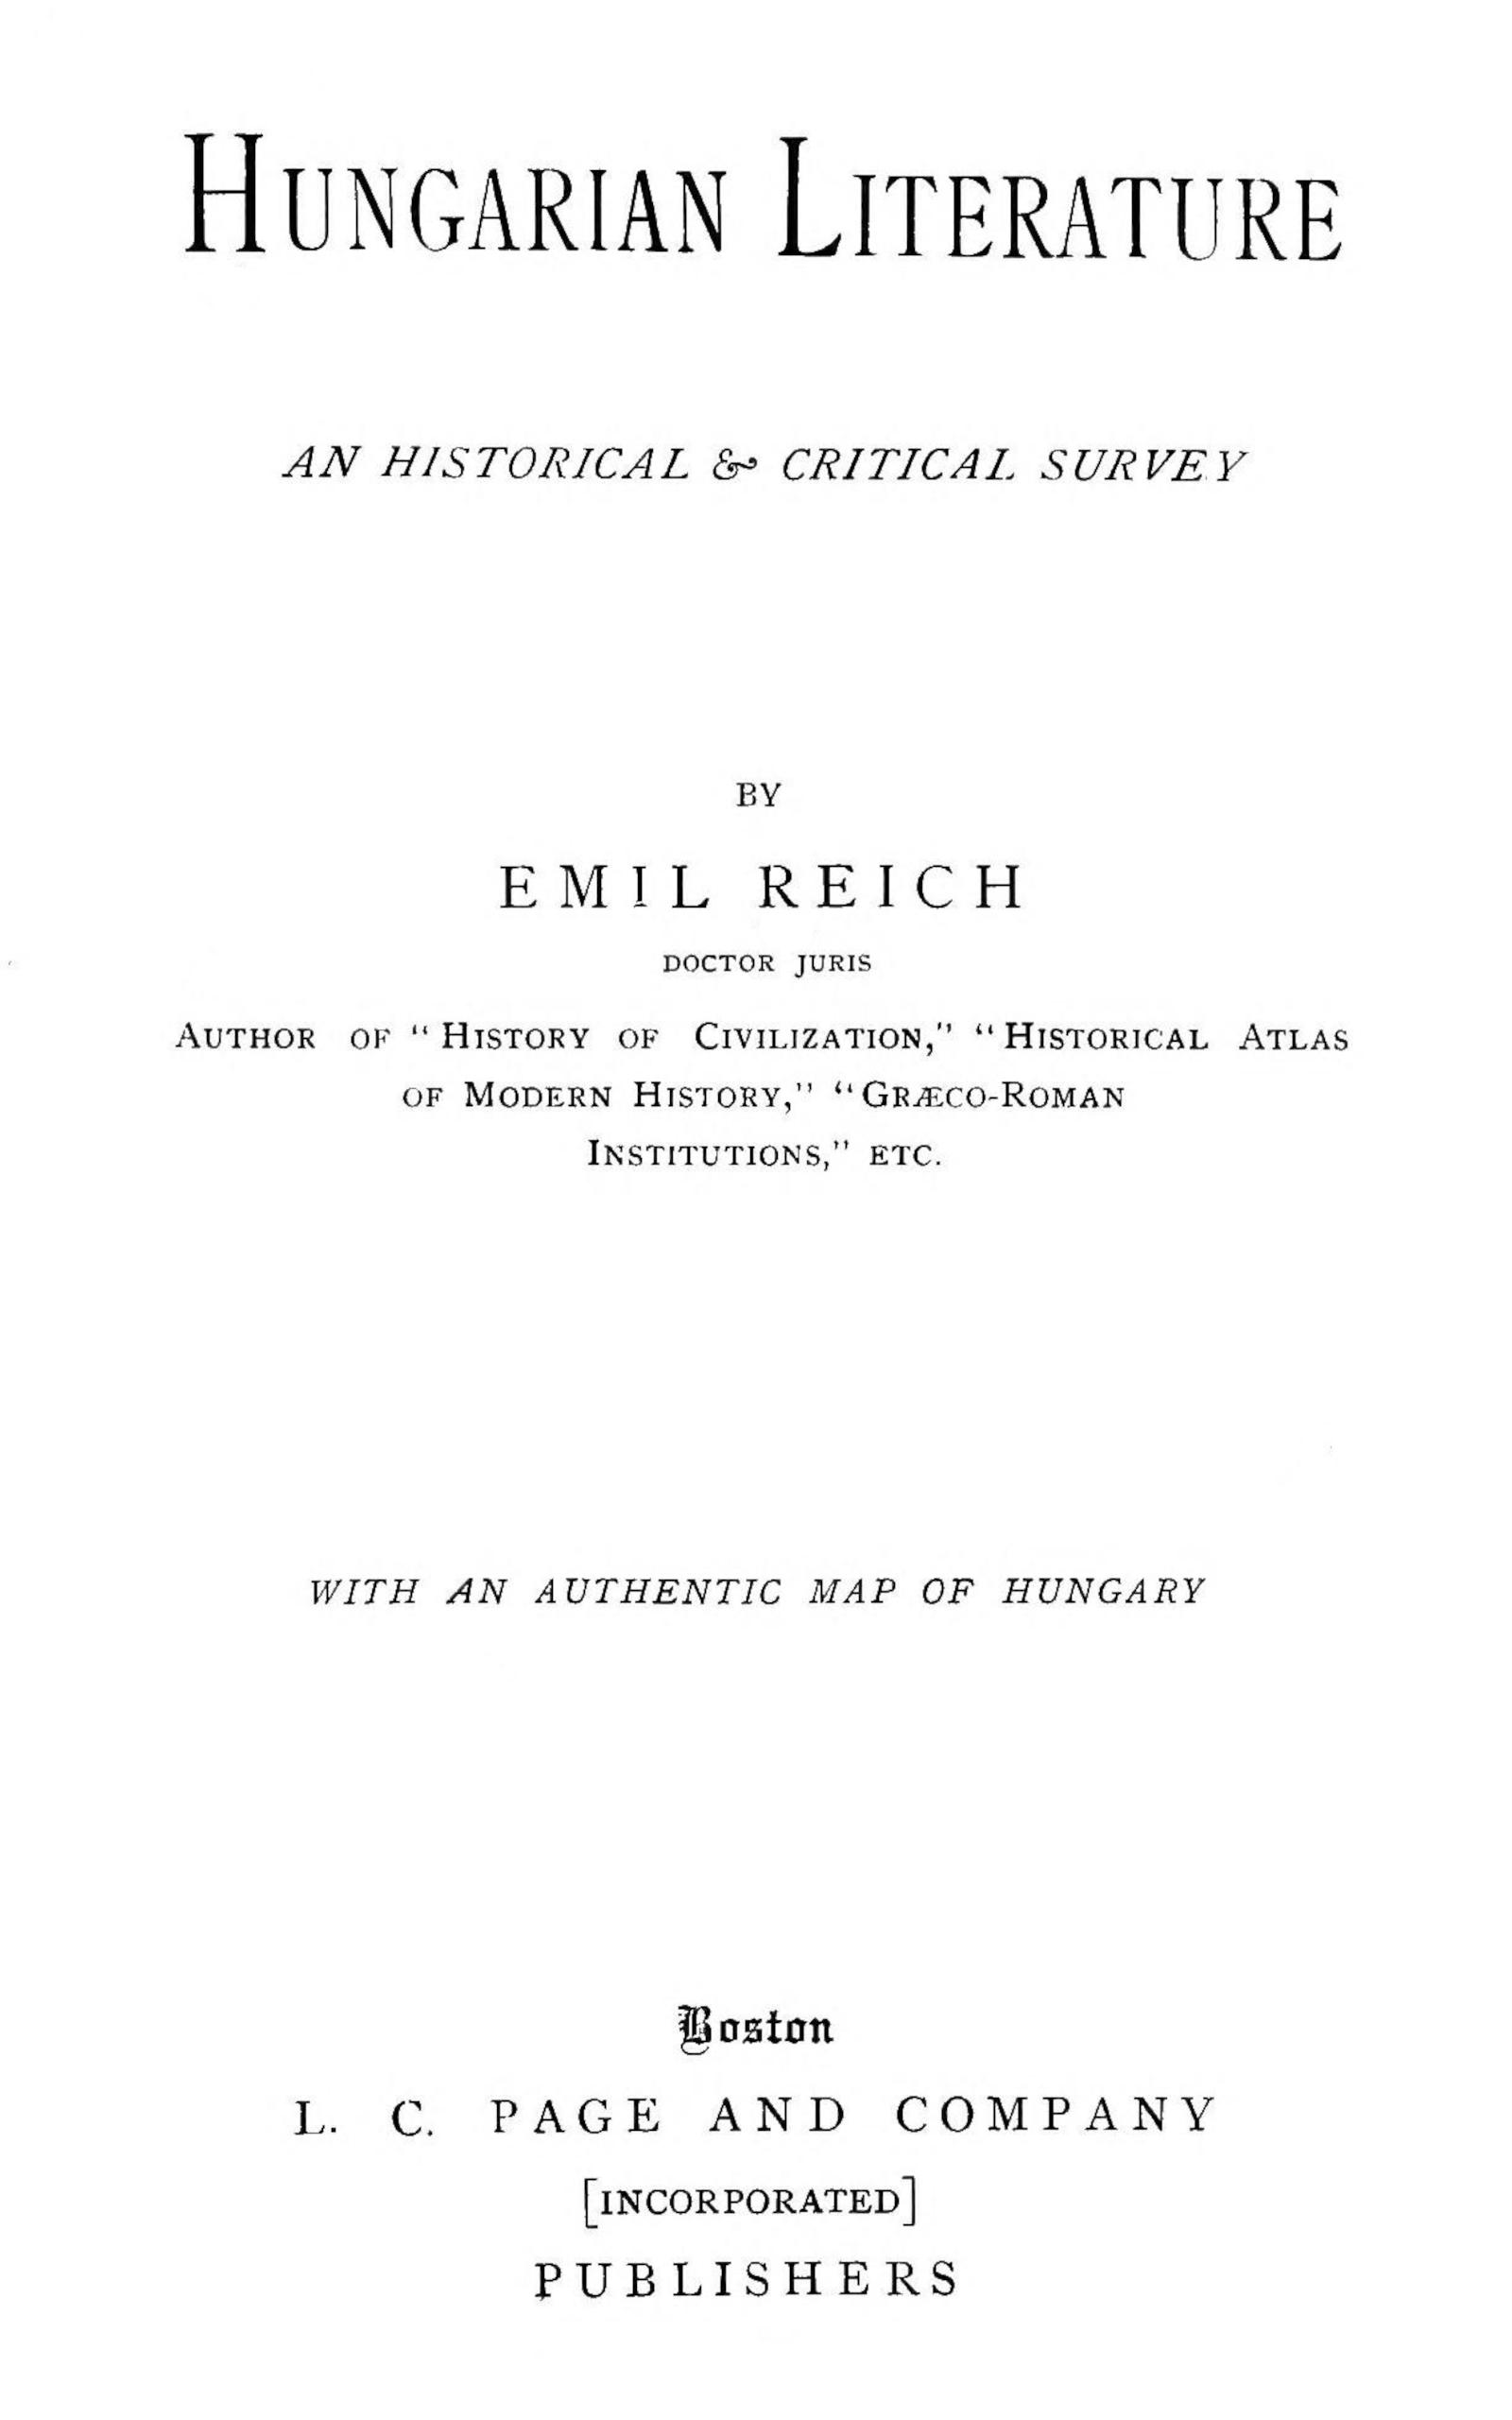 HUNGARIAN LITERATURE
AN HISTORICAL & CRITICAL SURVEY
BY
EMIL REICH
DOCTOR JURIS
AUTHOR OF "HISTORY OF CIVILIZATION," "HISTORICAL ATLAS
OF MODERN HISTORY," "GRÆCO-ROMAN
INSTITUTIONS," ETC.
WITH AN AUTHENTIC MAP OF HUNGARY
Boston
L. C. PAGE AND COMPANY
[INCORPORATED]
PUBLISHERS